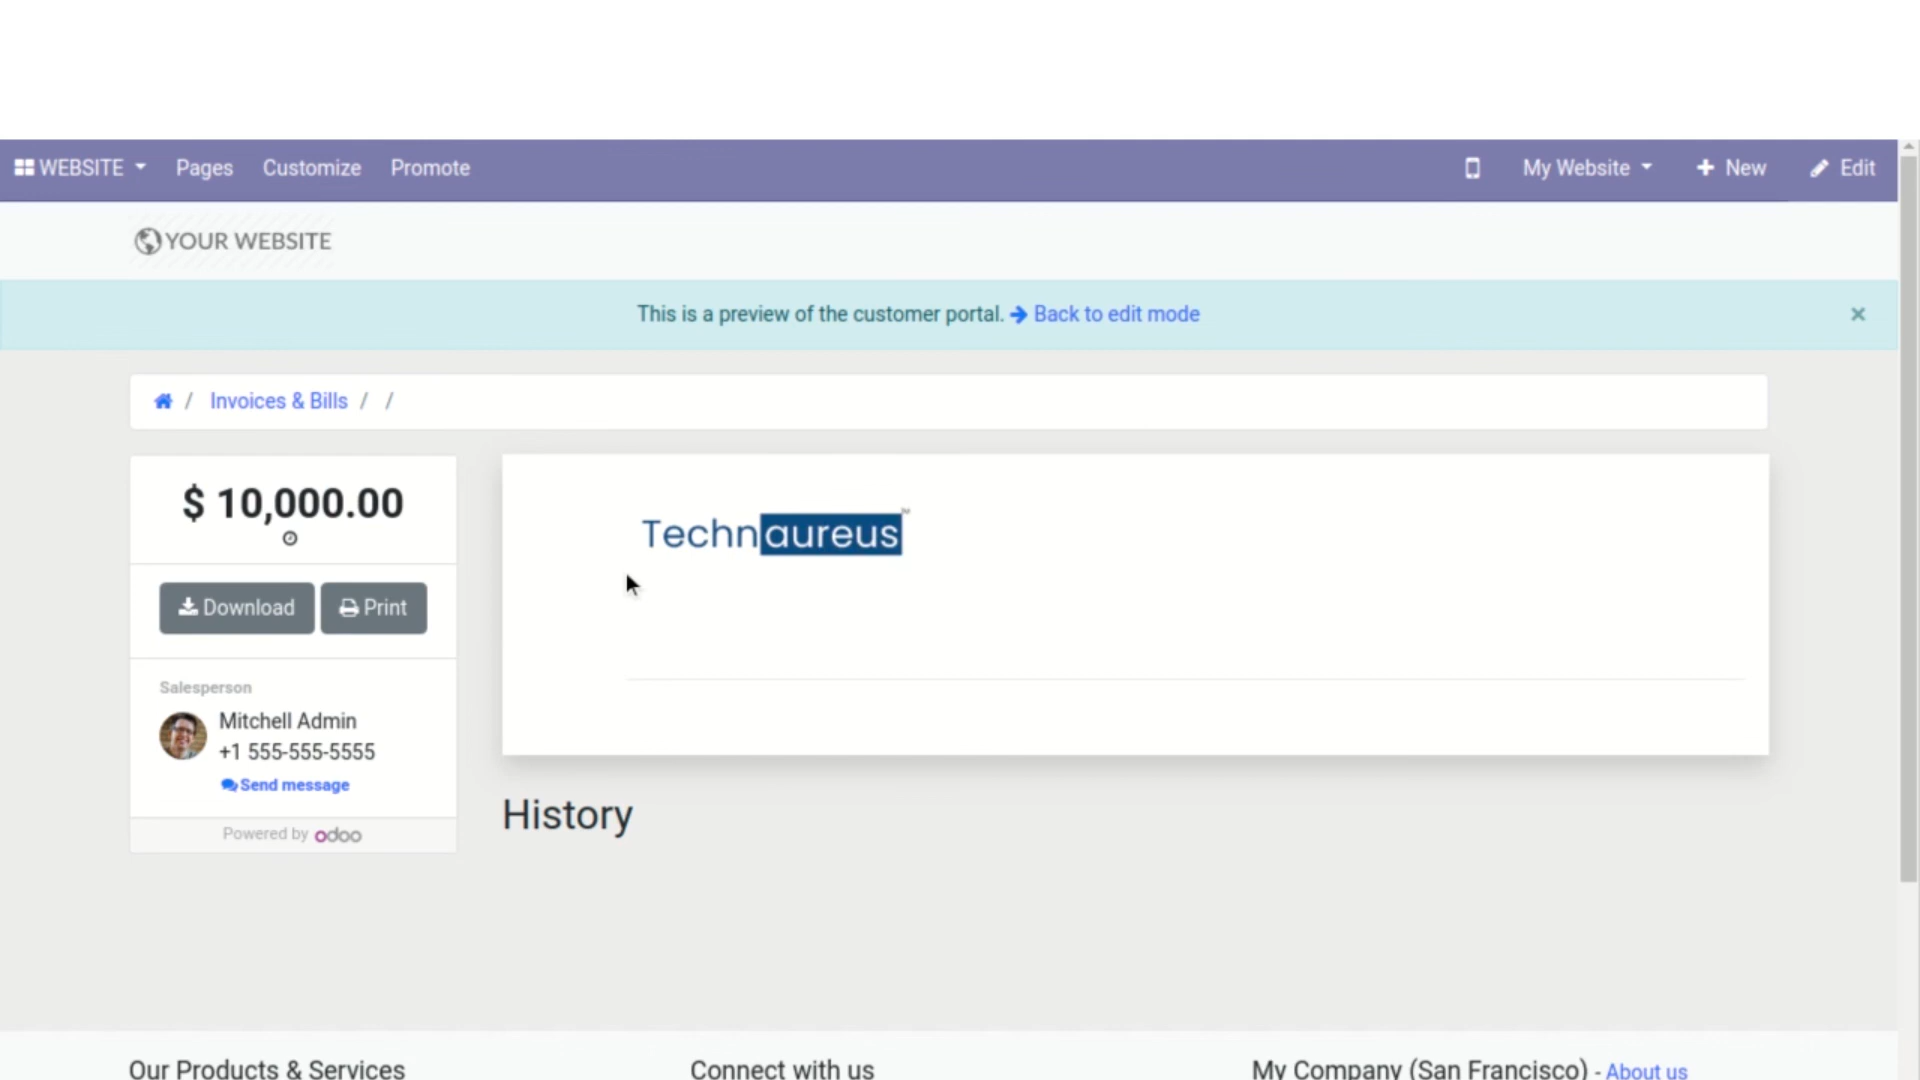 WEBSITE Pages Customize Promote My Website + New Edit
YOUR WEBSITE
This is a preview of the customer portal. Back to edit mode ×
/ Invoices & Bills / /
$ 10,000.00
Technaureus
Download Print
Salesperson
Mitchell Admin
+1 555-555-5555
Send message
Powered by odoo
History
Our Products & Services Connect with us My Company (San Francisco) - About us